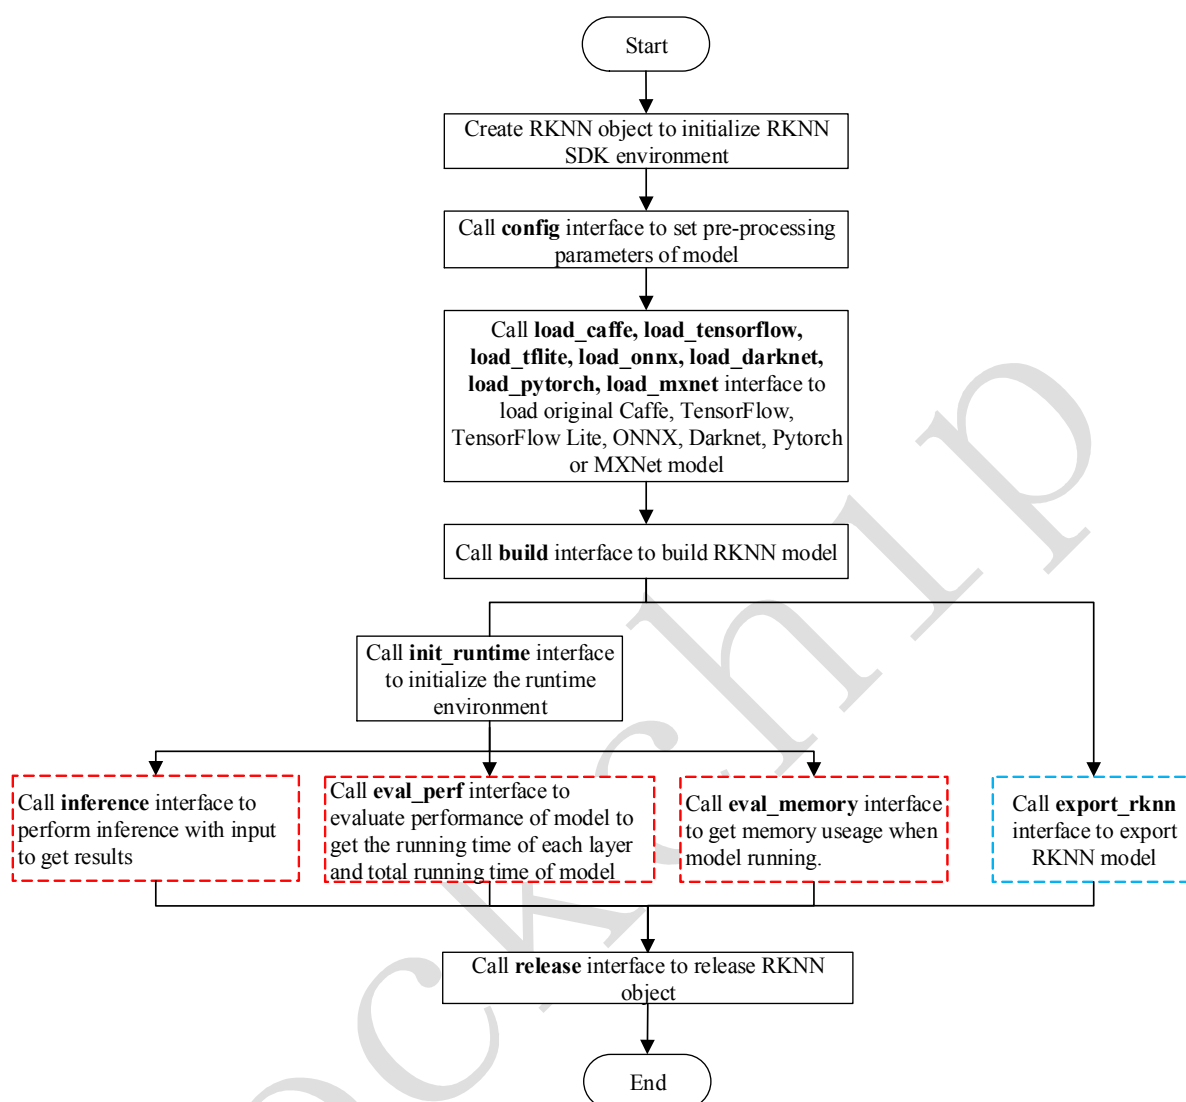 Start
Create RKNN object to initialize RKNN
SDK environment
Call config interface to set pre-processing
parameters of model
Call load_caffe, load_tensorflow,
load_tflite, load_onnx, load_darknet,
load_pytorch, load_mxnet interface to
load original Caffe, TensorFlow,
TensorFlow Lite, ONNX, Darknet, Pytorch
or MXNet model
Call build interface to build RKNN model
Call init_runtime interface
to initialize the runtime
environment
Call inference interface to
perform inference with input
to get results
Call eval_perf interface to
evaluate performance of model to
get the running time of each layer
and total running time of model
Call eval_memory interface
to get memory useage when
model running.
Call export_rknn
interface to export
RKNN model
Call release interface to release RKNN
object
End
ockchip